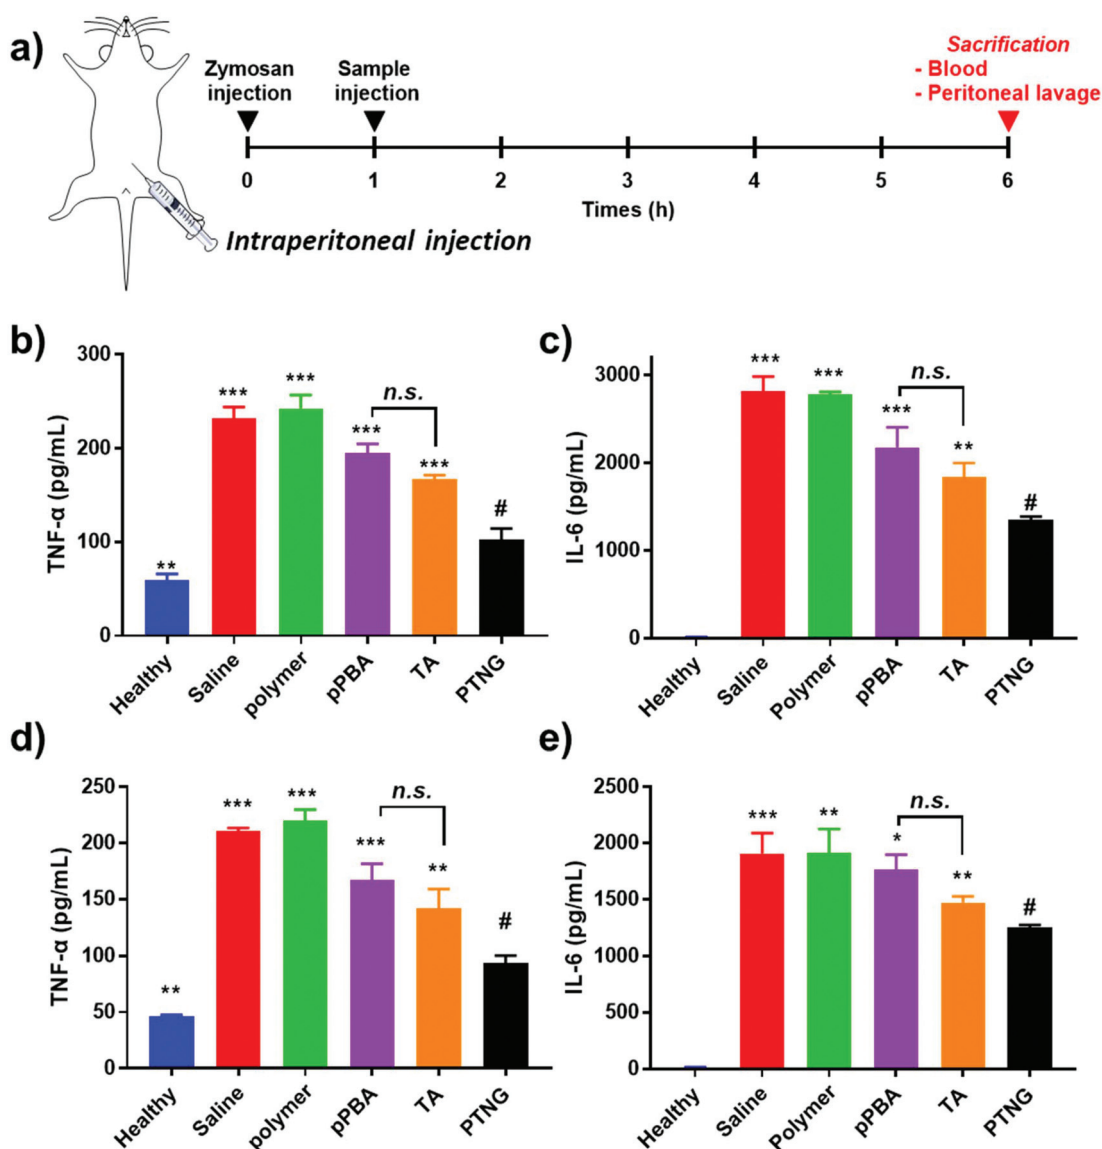 a)
Zymosan
injection
Sample
injection
Sacrification
- Blood
- Peritoneal lavage
0 1 2 3 4 5 6
Times (h)
Intraperitoneal injection
b)
TNF-α (pg/mL)
300
200
100
0
**
***
***
***
***
#
n.s.
Healthy
Saline
polymer
pPBA
TA
PTNG
c)
IL-6 (pg/mL)
3000
2000
1000
0
***
***
***
**
#
n.s.
Healthy
Saline
Polymer
pPBA
TA
PTNG
d)
TNF-α (pg/mL)
250
200
150
100
50
0
**
***
***
***
**
#
n.s.
Healthy
Saline
polymer
pPBA
TA
PTNG
e)
IL-6 (pg/mL)
2500
2000
1500
1000
500
0
***
**
*
**
#
n.s.
Healthy
Saline
Polymer
pPBA
TA
PTNG